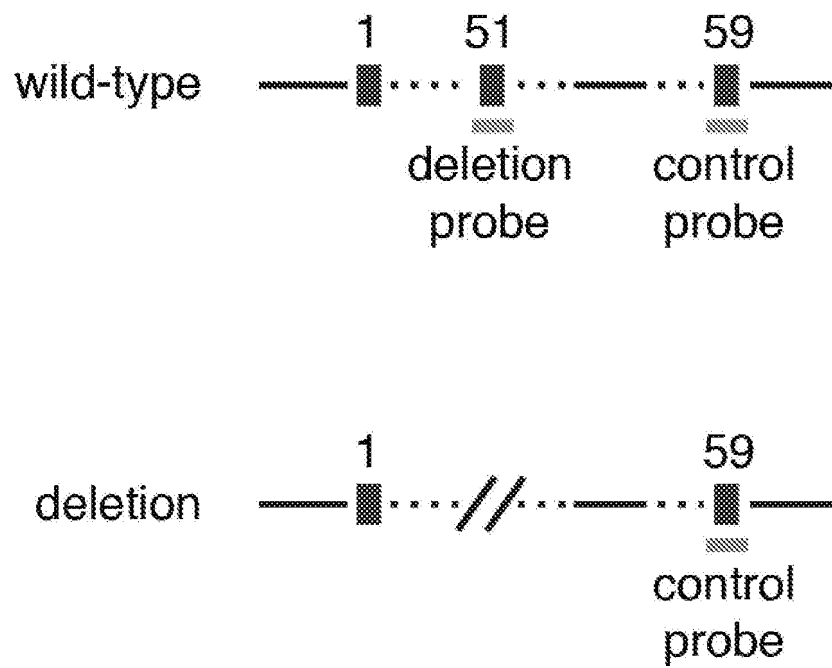 1 51 59
wild-type
deletion control
probe probe
1 59
deletion
control
probe